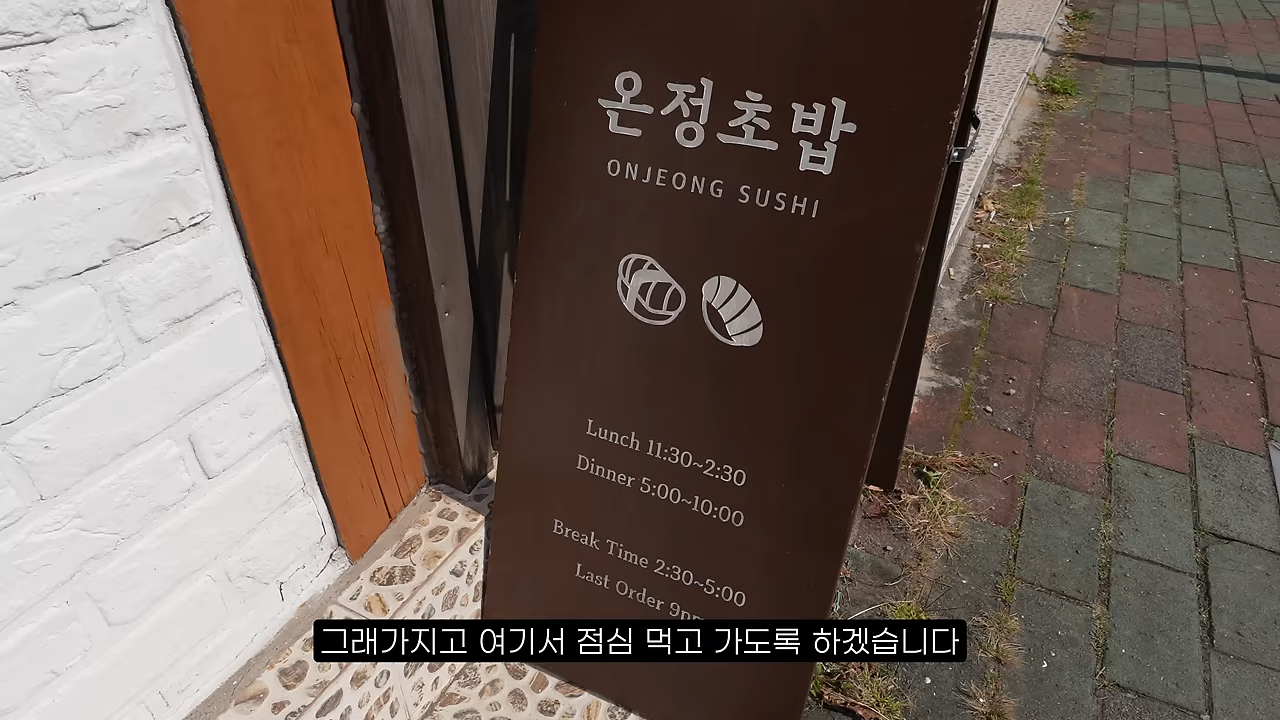 온정초밥
ONJEONG SUSHI
Lunch 11:30~2:30
Dinner 5:00~10:00
Break Time 2:30~5:00
Last Order 9pm
그래가지고 여기서 점심 먹고 가도록 하겠습니다